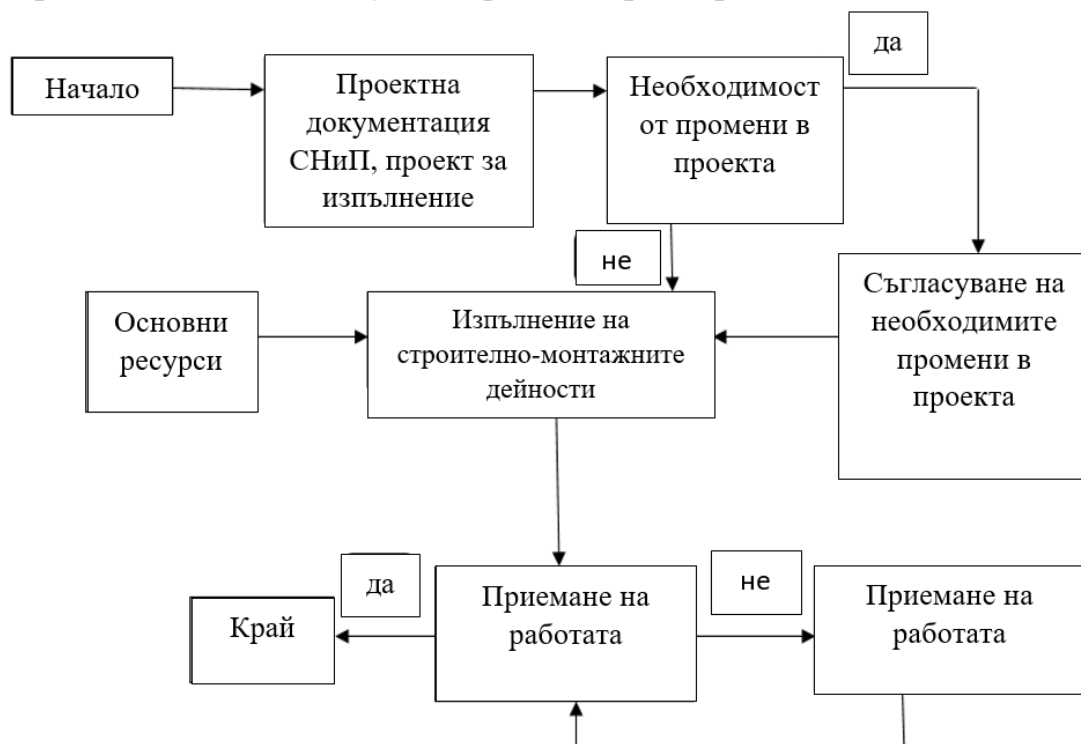 да
Начало
Проектна
документация
СНиП, проект за
изпълнение
Необходимост
от промени в
проекта
не
Основни
ресурси
Изпълнение на
строително-монтажните
дейности
Съгласуване на
необходимите
промени в
проекта
да
не
Край
Приемане на
работата
Приемане на
работата